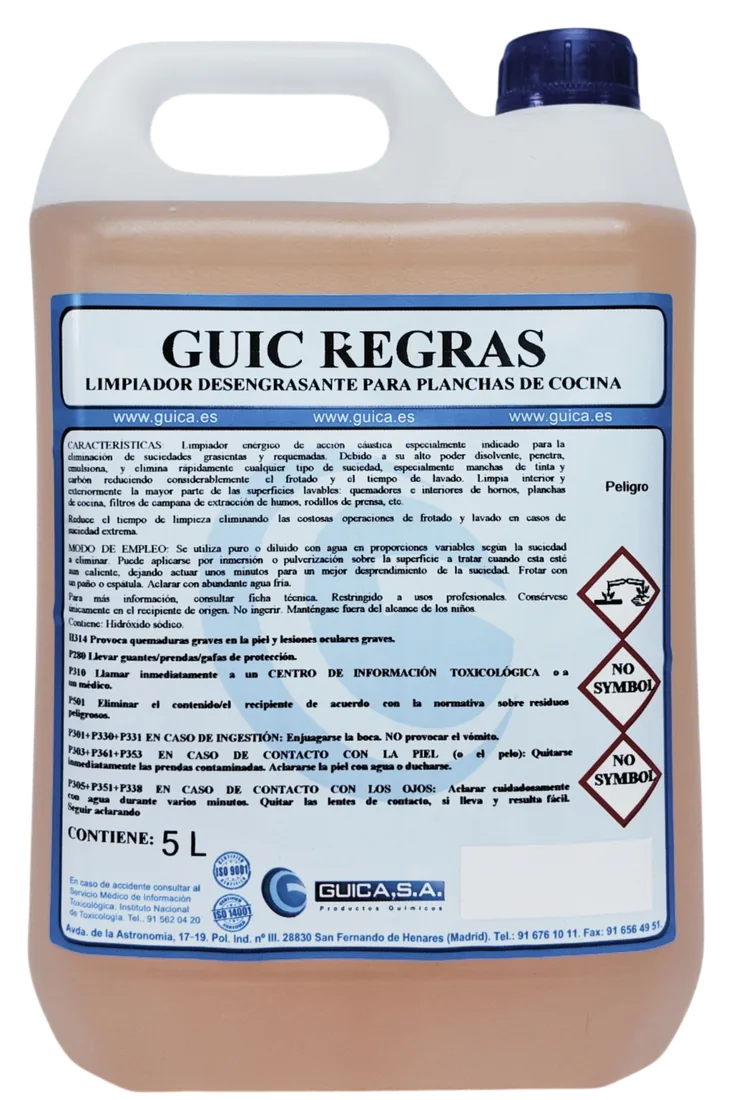 GUIC REGRAS
LIMPIADOR DESENGRASANTE PARA PLANCHAS DE COCINA
www.guica.es www.guica.es www.guica.es
CARACTERISTICAS: Limpiador enérgico de acción cáustica especialmente indicado para la
eliminación de suciedades grasientas y requemadas. Debido a su alto poder disolvente, penetra,
emulsiona, y elimina rápidamente cualquier tipo de suciedad, especialmente manchas de tinta y
carbón reduciendo considerablemente el frotado y el tiempo de lavado. Limpia interior y
exteriormente la mayor parte de las superficies lavables: quemadores e interiores de hornos, planchas
de cocina, filtros de campana de extracción de humos, rodillos de prensa, etc.
Reduce el tiempo de limpieza eliminando las costosas operaciones de frotado y lavado en casos de
suciedad extrema.
MODO DE EMPLEO: Se utiliza puro o diluido con agua en proporciones variables según la suciedad
a eliminar. Puede aplicarse por inmersión o pulverización sobre la superficie a tratar cuando esta esté
aun caliente, dejando actuar unos minutos para un mejor desprendimiento de la suciedad. Frotar con
un paño o espátula. Aclarar con abundante agua fría.
Para más información, consultar ficha técnica. Restringido a usos profesionales. Consérvese
únicamente en el recipiente de origen. No ingerir. Manténgase fuera del alcance de los niños.
Contiene: Hidróxido sódico.
H314 Provoca quemaduras graves en la piel y lesiones oculares graves.
P280 Llevar guantes/prendas/gafas de protección.
P310 Llamar inmediatamente a un CENTRO DE INFORMACIÓN TOXICOLÓGICA o a
un médico.
P501 Eliminar el contenido/el recipiente de acuerdo con la normativa sobre residuos
peligrosos.
P301+P330+P331 EN CASO DE INGESTIÓN: Enjuagarse la boca. NO provocar el vómito.
P303+P361+P353 EN CASO DE CONTACTO CON LA PIEL (o el pelo): Quitarse
inmediatamente las prendas contaminadas. Aclararse la piel con agua o ducharse.
P305+P351+P338 EN CASO DE CONTACTO CON LOS OJOS: Aclarar cuidadosamente
con agua durante varios minutos. Quitar las lentes de contacto, si lleva y resulta fácil.
Seguir aclarando
Peligro
NO
SYMBOL
NO
SYMBOL
CONTIENE: 5 L
En caso de accidente consultar al
Servicio Médico de Información
Toxicológica. Instituto Nacional
de Toxicología. Tel.. 91 562 04 20
ISO 9001
ISO 14001
GUICA,S.A.
Productos Químicos
Avda. de la Astronomía, 17-19. Pol. Ind. nº III. 28830 San Fernando de Henares (Madrid). Tel.: 91 676 10 11. Fax: 91 656 49 51.